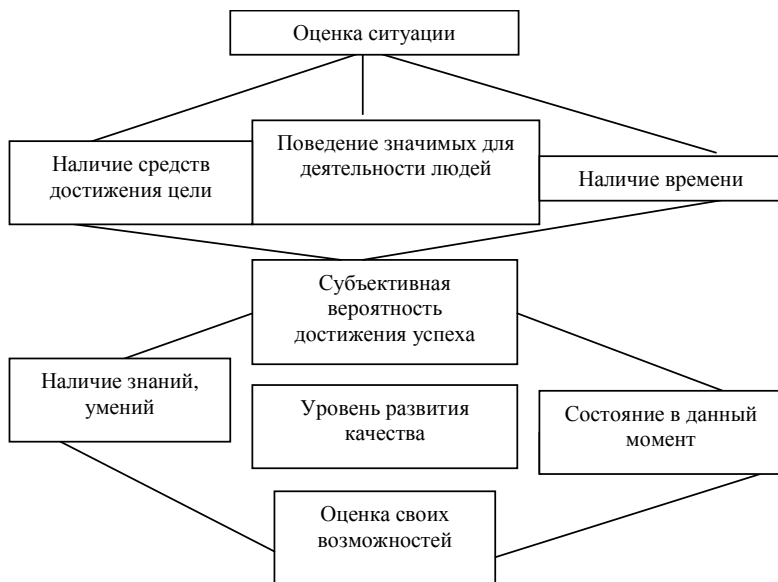 Оценка ситуации
Наличие средств
достижения цели
Поведение значимых для
деятельности людей
Наличие времени
Субъективная
вероятность
достижения успеха
Наличие знаний,
умений
Уровень развития
качества
Состояние в данный
момент
Оценка своих
возможностей